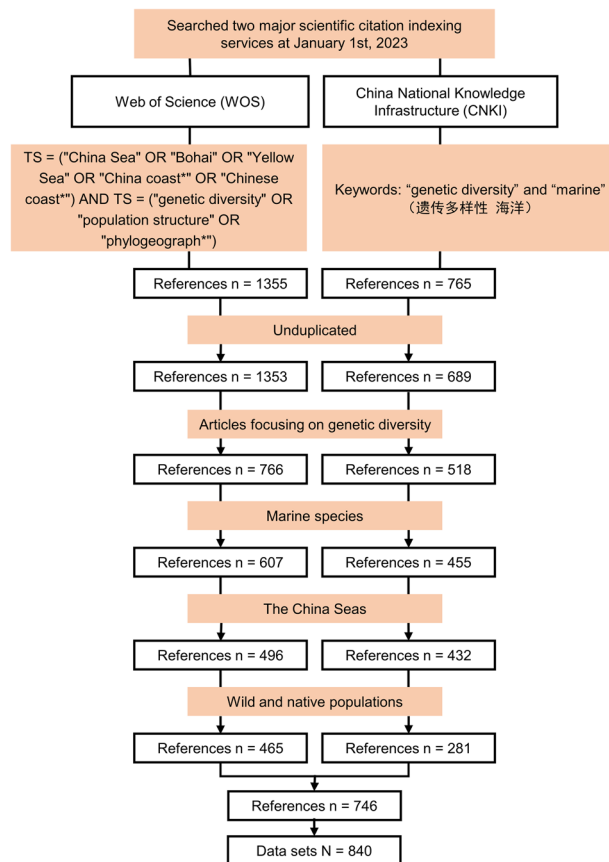 Searched two major scientific citation indexing
services at January 1st, 2023
Web of Science (WOS)
China National Knowledge
Infrastructure (CNKI)
TS = ("China Sea" OR "Bohai" OR "Yellow
Sea" OR "China coast*" OR "Chinese
coast*") AND TS = ("genetic diversity" OR
"population structure" OR
"phylogeograph*")
Keywords: “genetic diversity” and “marine”
（遗传多样性 海洋）
References n = 1355
References n = 765
Unduplicated
References n = 1353
References n = 689
Articles focusing on genetic diversity
References n = 766
References n = 518
Marine species
References n = 607
References n = 455
The China Seas
References n = 496
References n = 432
Wild and native populations
References n = 465
References n = 281
References n = 746
Data sets N = 840